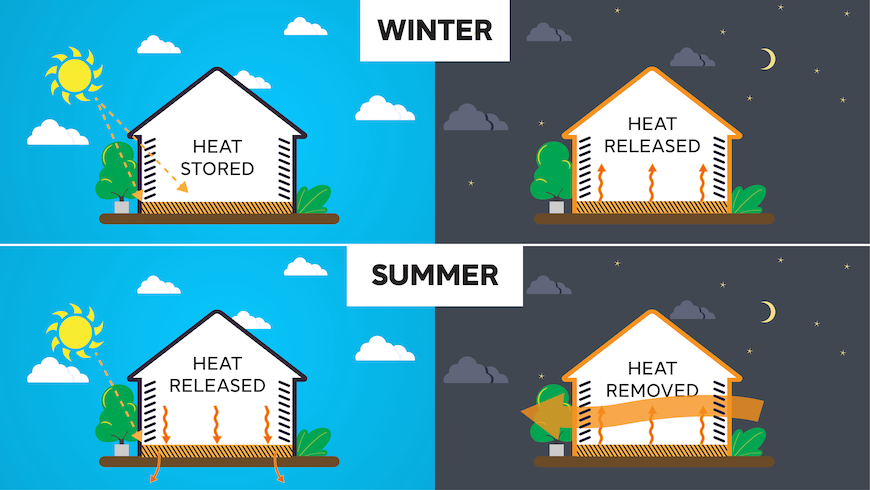 WINTER
HEAT
STORED
HEAT
RELEASED
SUMMER
HEAT
RELEASED
HEAT
REMOVED